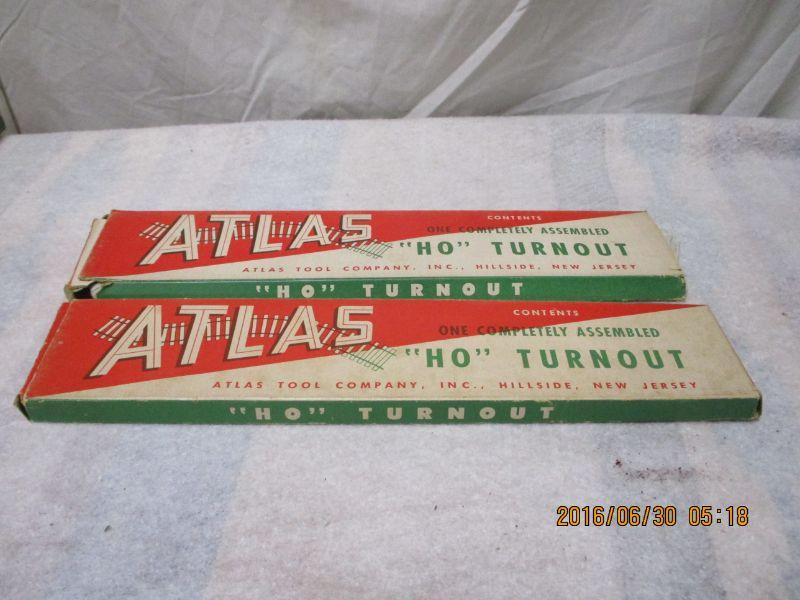 CONTENTS
ATLAS
ONE COMPLETELY ASSEMBLED
"HO" TURNOUT
ATLAS TOOL COMPANY, INC., HILLSIDE, NEW JERSEY
"HO" TURNOUT
CONTENTS
ATLAS
ONE COMPLETELY ASSEMBLED
"HO" TURNOUT
ATLAS TOOL COMPANY, INC., HILLSIDE, NEW JERSEY
"HO" TURNOUT
2016/06/30 05:18